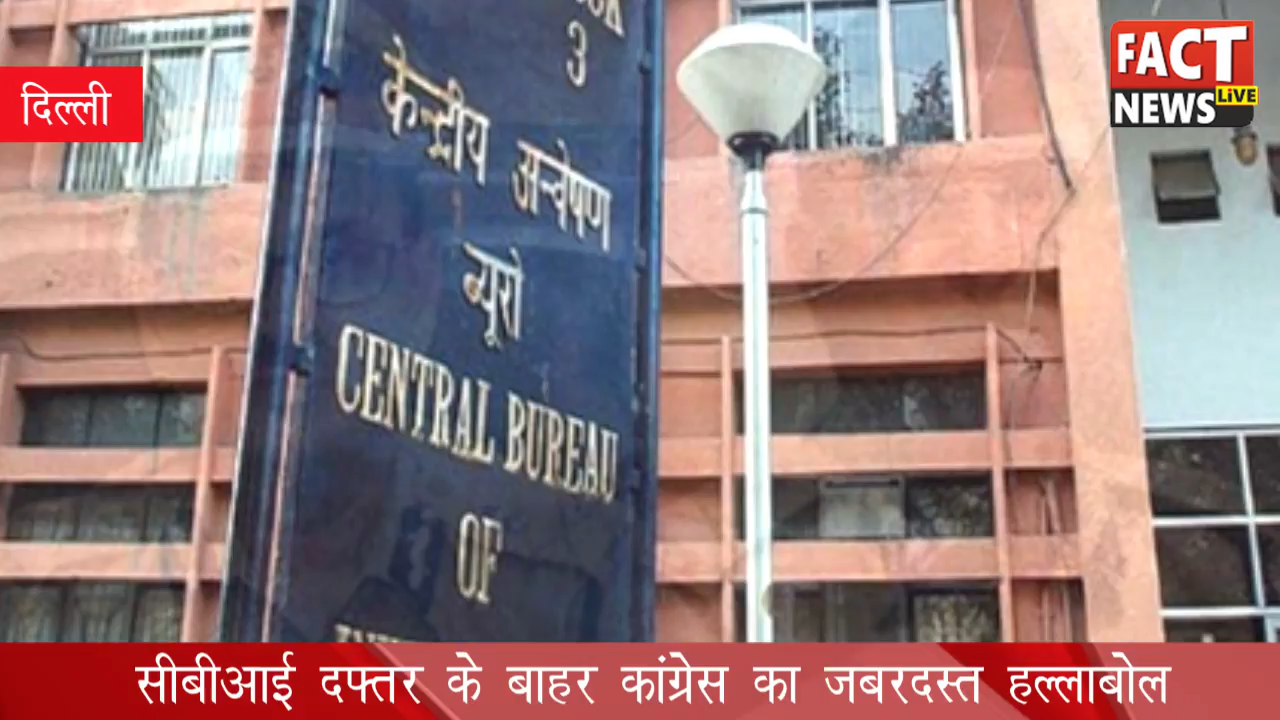 दिल्ली
FACT
LiVE
NEWS
3
केन्द्रीय अन्वेषण
ब्यूरो
CENTRAL BUREAU
OF
सीबीआई दफ्तर के बाहर कांग्रेस का जबरदस्त हल्लाबोल